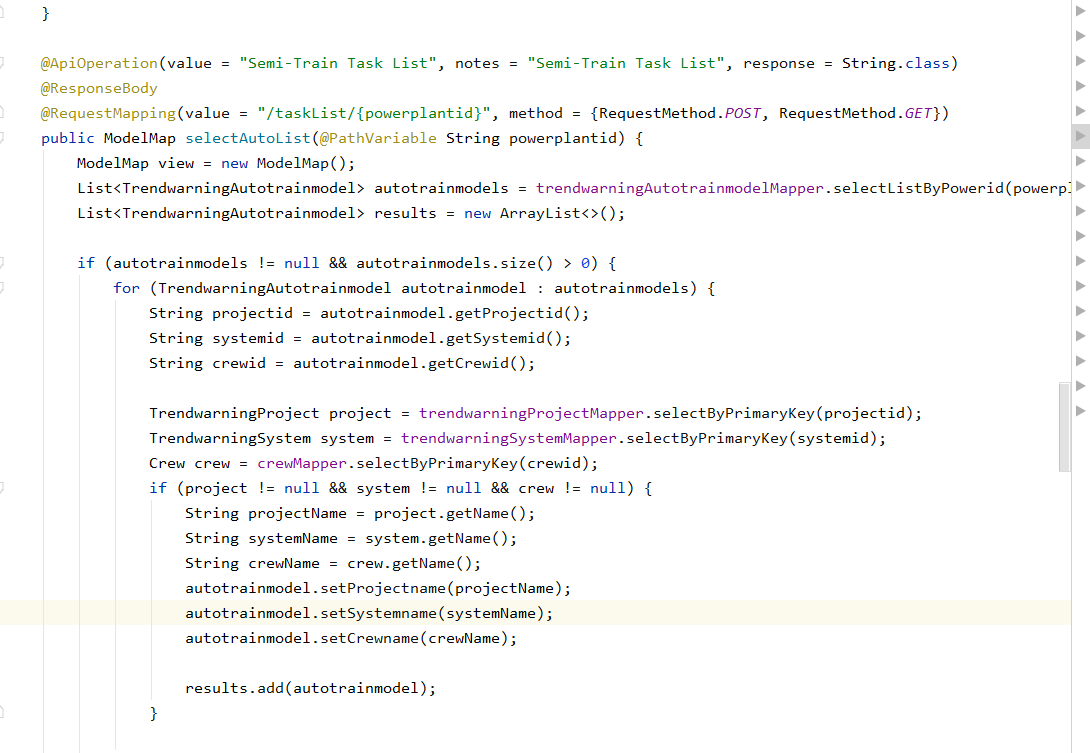 }
@ApiOperation(value = "Semi-Train Task List", notes = "Semi-Train Task List", response = String.class)
@ResponseBody
@RequestMapping(value = "/taskList/{powerplantid}", method = {RequestMethod.POST, RequestMethod.GET})
public ModelMap selectAutoList(@PathVariable String powerplantid) {
ModelMap view = new ModelMap();
List<TrendwarningAutotrainmodel> autotrainmodels = trendwarningAutotrainmodelMapper.selectListByPowerid(powerpl
List<TrendwarningAutotrainmodel> results = new ArrayList<>();
if (autotrainmodels != null && autotrainmodels.size() > 0) {
for (TrendwarningAutotrainmodel autotrainmodel : autotrainmodels) {
String projectid = autotrainmodel.getProjectid();
String systemid = autotrainmodel.getSystemid();
String crewid = autotrainmodel.getCrewid();
TrendwarningProject project = trendwarningProjectMapper.selectByPrimaryKey(projectid);
TrendwarningSystem system = trendwarningSystemMapper.selectByPrimaryKey(systemid);
Crew crew = crewMapper.selectByPrimaryKey(crewid);
if (project != null && system != null && crew != null) {
String projectName = project.getName();
String systemName = system.getName();
String crewName = crew.getName();
autotrainmodel.setProjectname(projectName);
autotrainmodel.setSystemname(systemName);
autotrainmodel.setCrewname(crewName);
results.add(autotrainmodel);
}